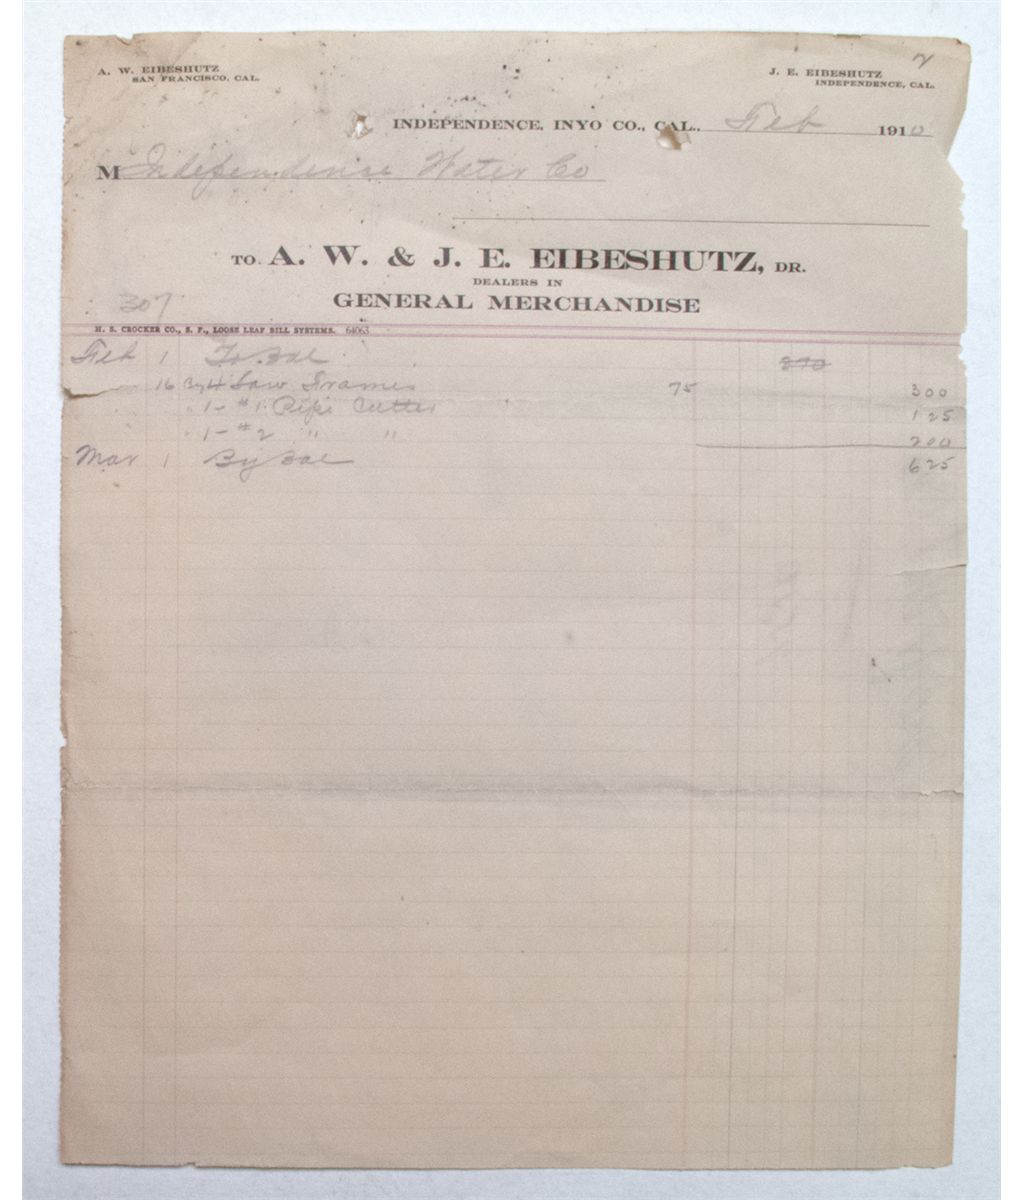 A. W. EIBESHUTZ
SAN FRANCISCO, CAL.
J. E. EIBESHUTZ
INDEPENDENCE, CAL.
INDEPENDENCE, INYO CO., CAL., Feb 1910
M Independense Water Co
TO A. W. & J. E. EIBESHUTZ, DR.
DEALERS IN
GENERAL MERCHANDISE
307
H. S. CROCKER CO., S. F., LOOSE LEAF BILL SYSTEMS. 64063
Feb 1 To Bal
16 By 4 Saw Frames 75 300
" 1 - #1 Pipe Cutter 125
" 1 - #2 " " 200
Mar 1 By Bal 625